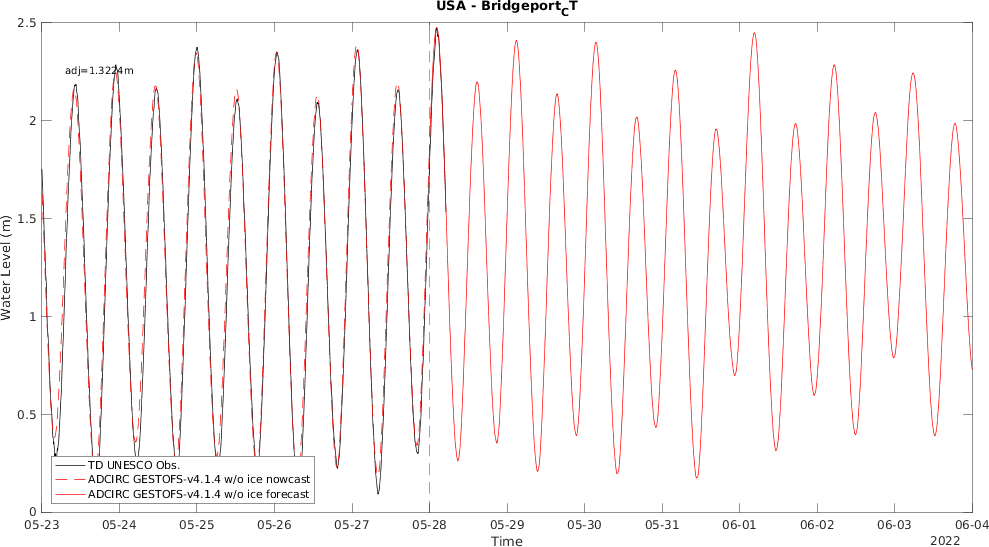 USA - Bridgeport_CT
2.5
adj=1.3224m
2
1.5
Water Level (m)
1
0.5
TD UNESCO Obs.
ADCIRC GESTOFS-v4.1.4 w/o ice nowcast
ADCIRC GESTOFS-v4.1.4 w/o ice forecast
0
05-23 05-24 05-25 05-26 05-27 05-28 05-29 05-30 05-31 06-01 06-02 06-03 06-04
Time
2022